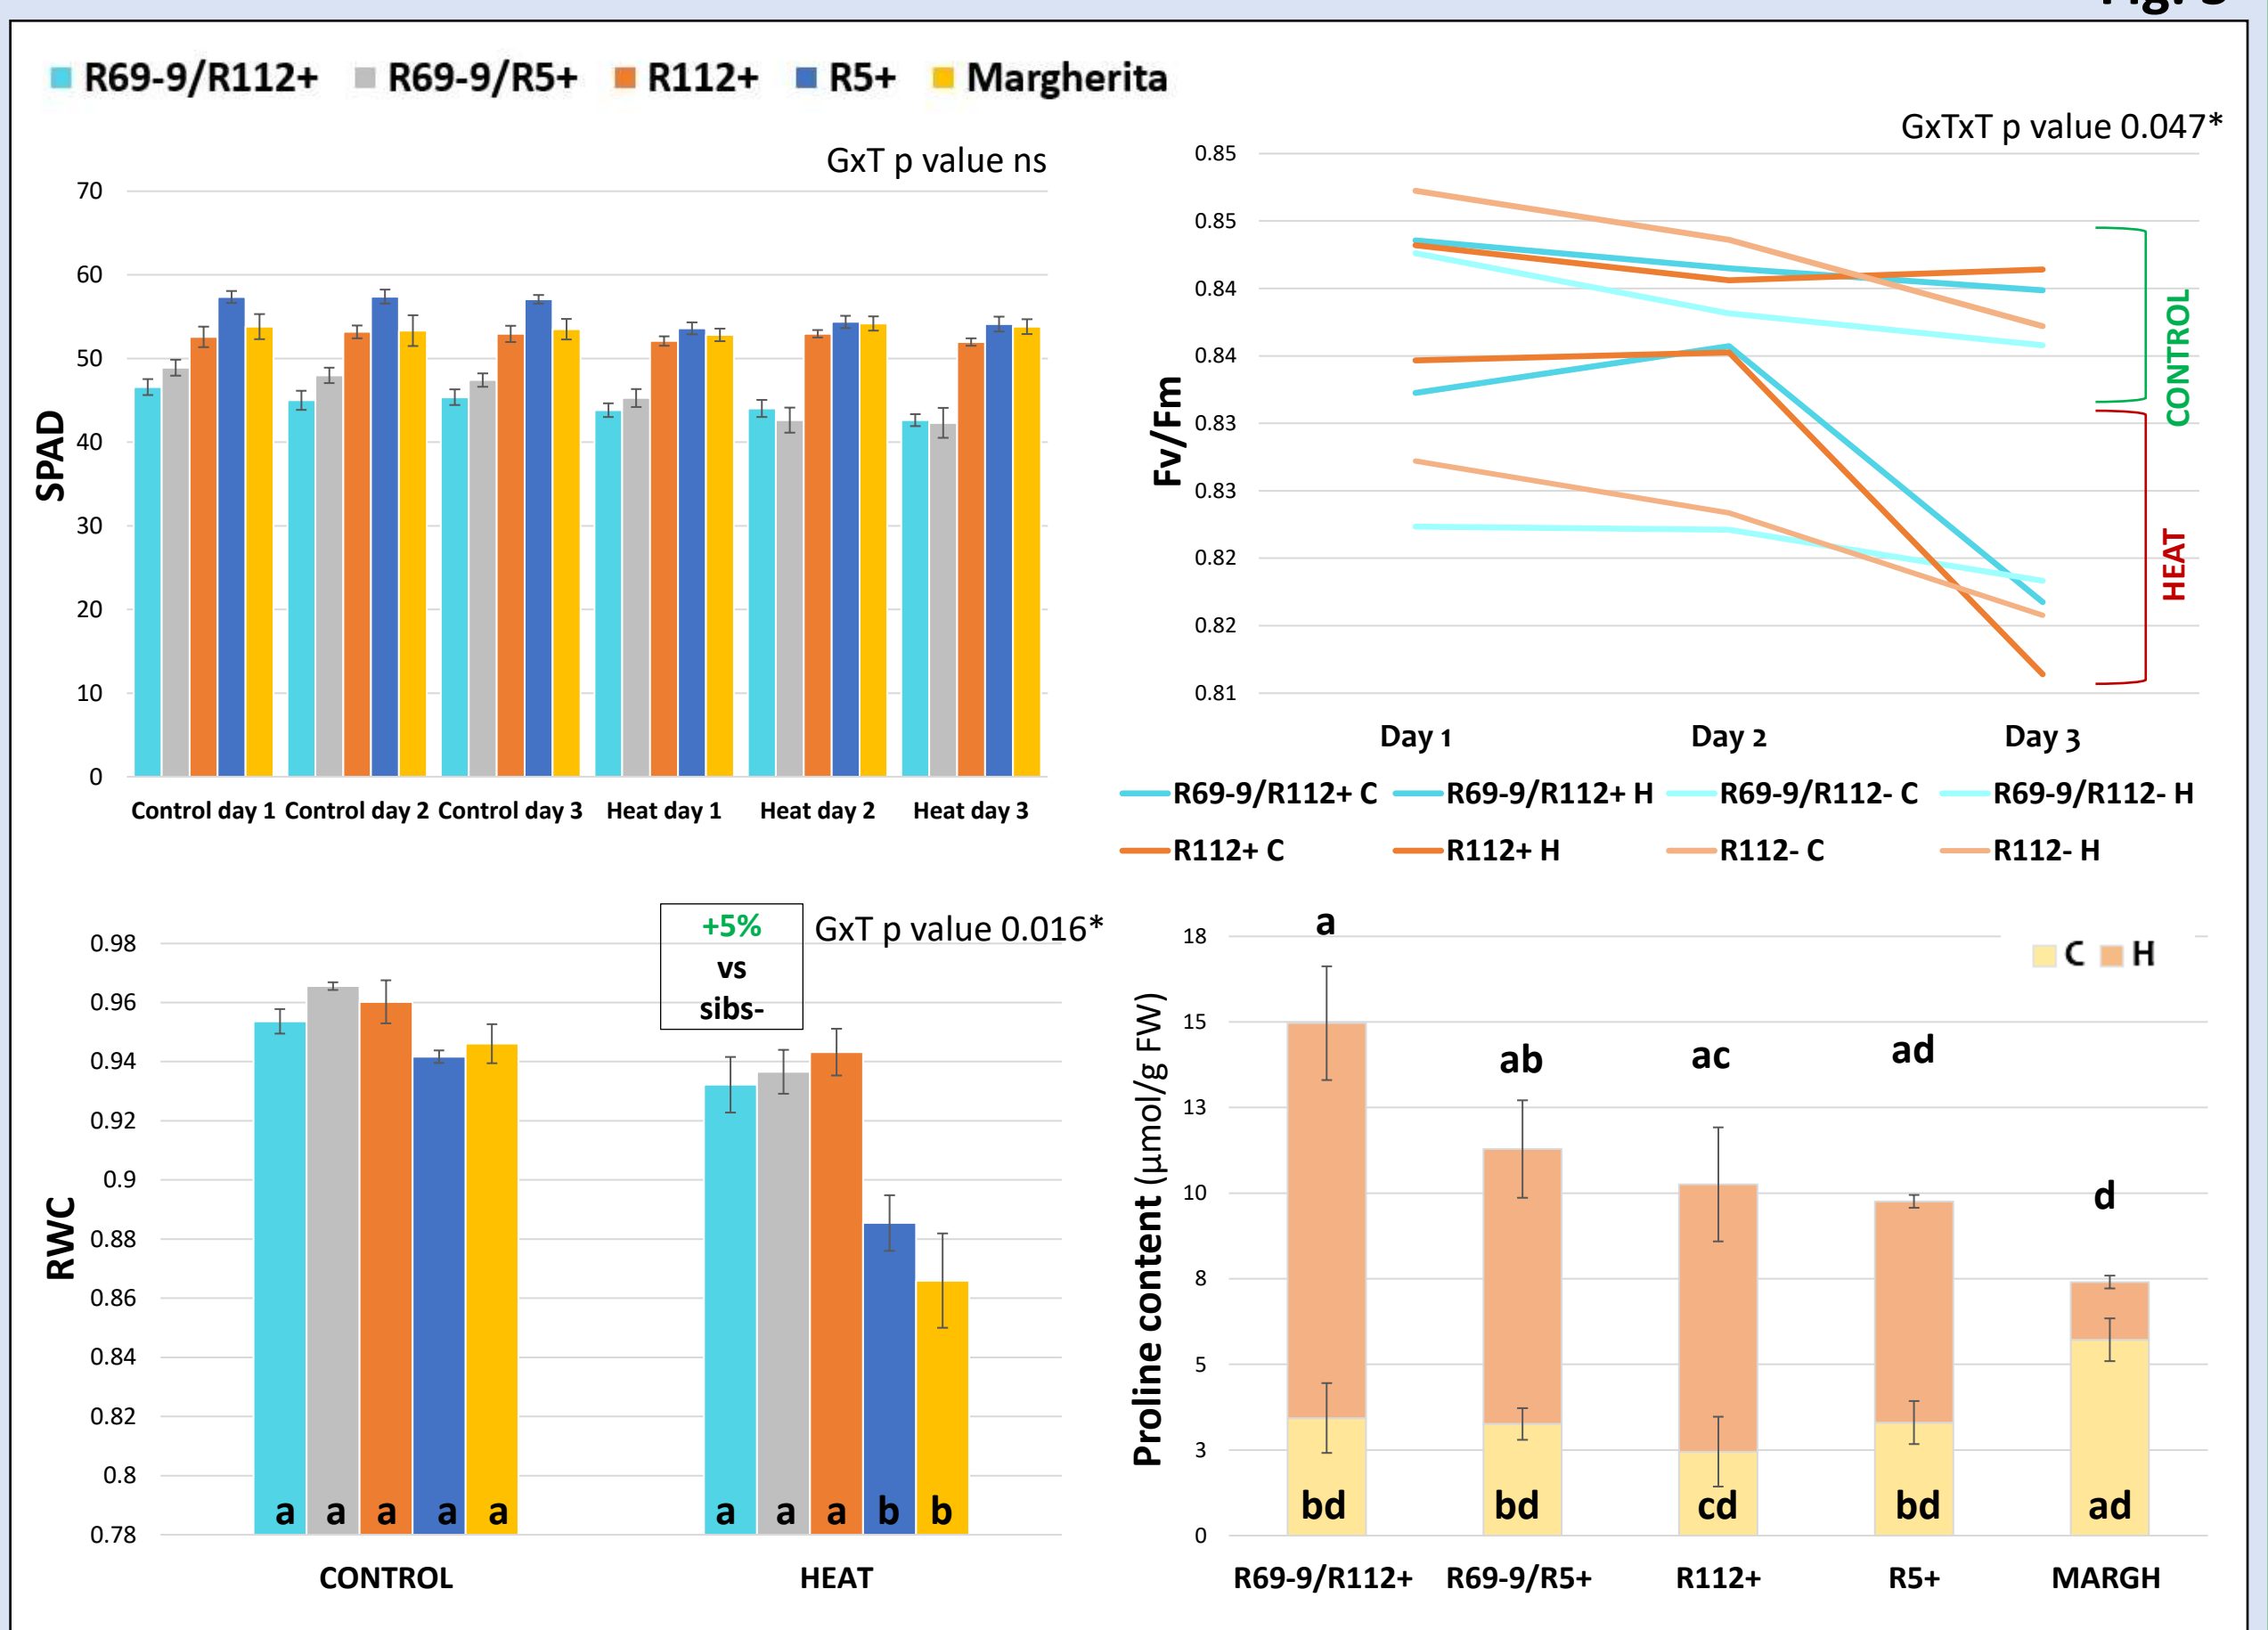 R69-9/R112+ R69-9/R5+ R112+ R5+ Margherita
GxT p value ns
SPAD
70
60
50
40
30
20
10
0
Control day 1 Control day 2 Control day 3 Heat day 1 Heat day 2 Heat day 3
GxTxT p value 0.047*
Fv/Fm
0.85
0.85
0.84
0.84
0.83
0.83
0.82
0.82
0.81
CONTROL
HEAT
Day 1 Day 2 Day 3
R69-9/R112+ C R69-9/R112+ H R69-9/R112- C R69-9/R112- H
R112+ C R112+ H R112- C R112- H
+5%
vs
sibs-
GxT p value 0.016*
RWC
0.98
0.96
0.94
0.92
0.9
0.88
0.86
0.84
0.82
0.8
0.78
a a a a a a a a b b
CONTROL HEAT
C H
Proline content (µmol/g FW)
18
15
13
10
8
5
3
0
a
ab ac ad
d
bd bd cd bd ad
R69-9/R112+ R69-9/R5+ R112+ R5+ MARGH